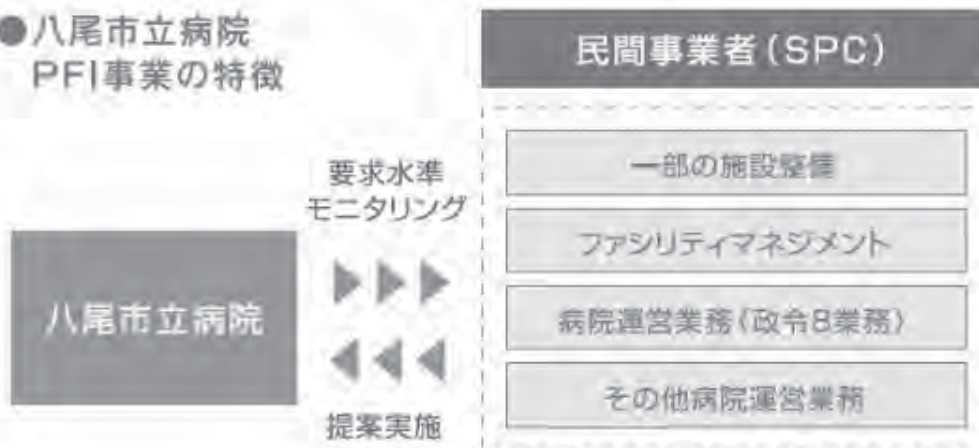 ●八尾市立病院
PFI事業の特徴
民間事業者(SPC)
要求水準
モニタリング
八尾市立病院
提案実施
一部の施設整備
ファシリティマネジメント
病院運営業務(政令8業務)
その他病院運営業務